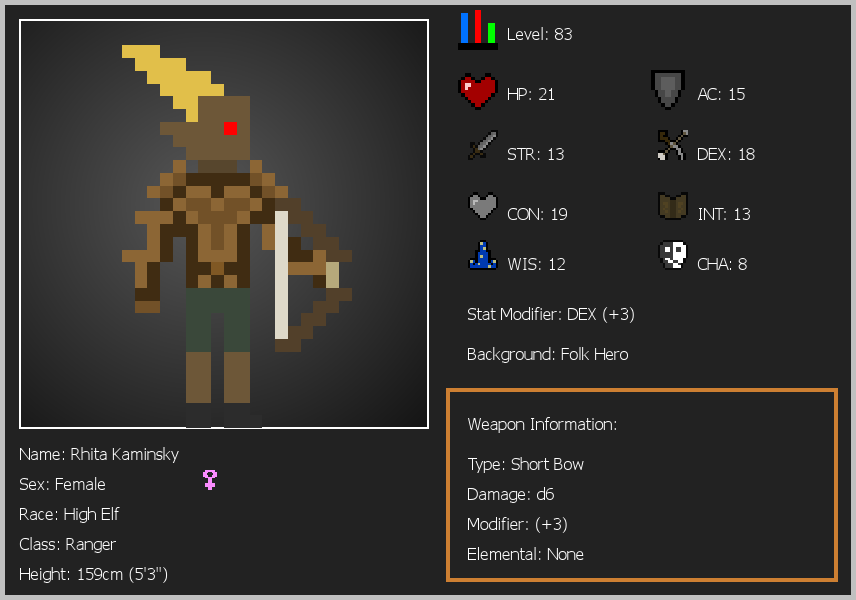 Level: 83
HP: 21
AC: 15
STR: 13
DEX: 18
CON: 19
INT: 13
WIS: 12
CHA: 8
Stat Modifier: DEX (+3)
Background: Folk Hero
Weapon Information:
Type: Short Bow
Damage: d6
Modifier: (+3)
Elemental: None
Name: Rhita Kaminsky
Sex: Female
Race: High Elf
Class: Ranger
Height: 159cm (5'3")